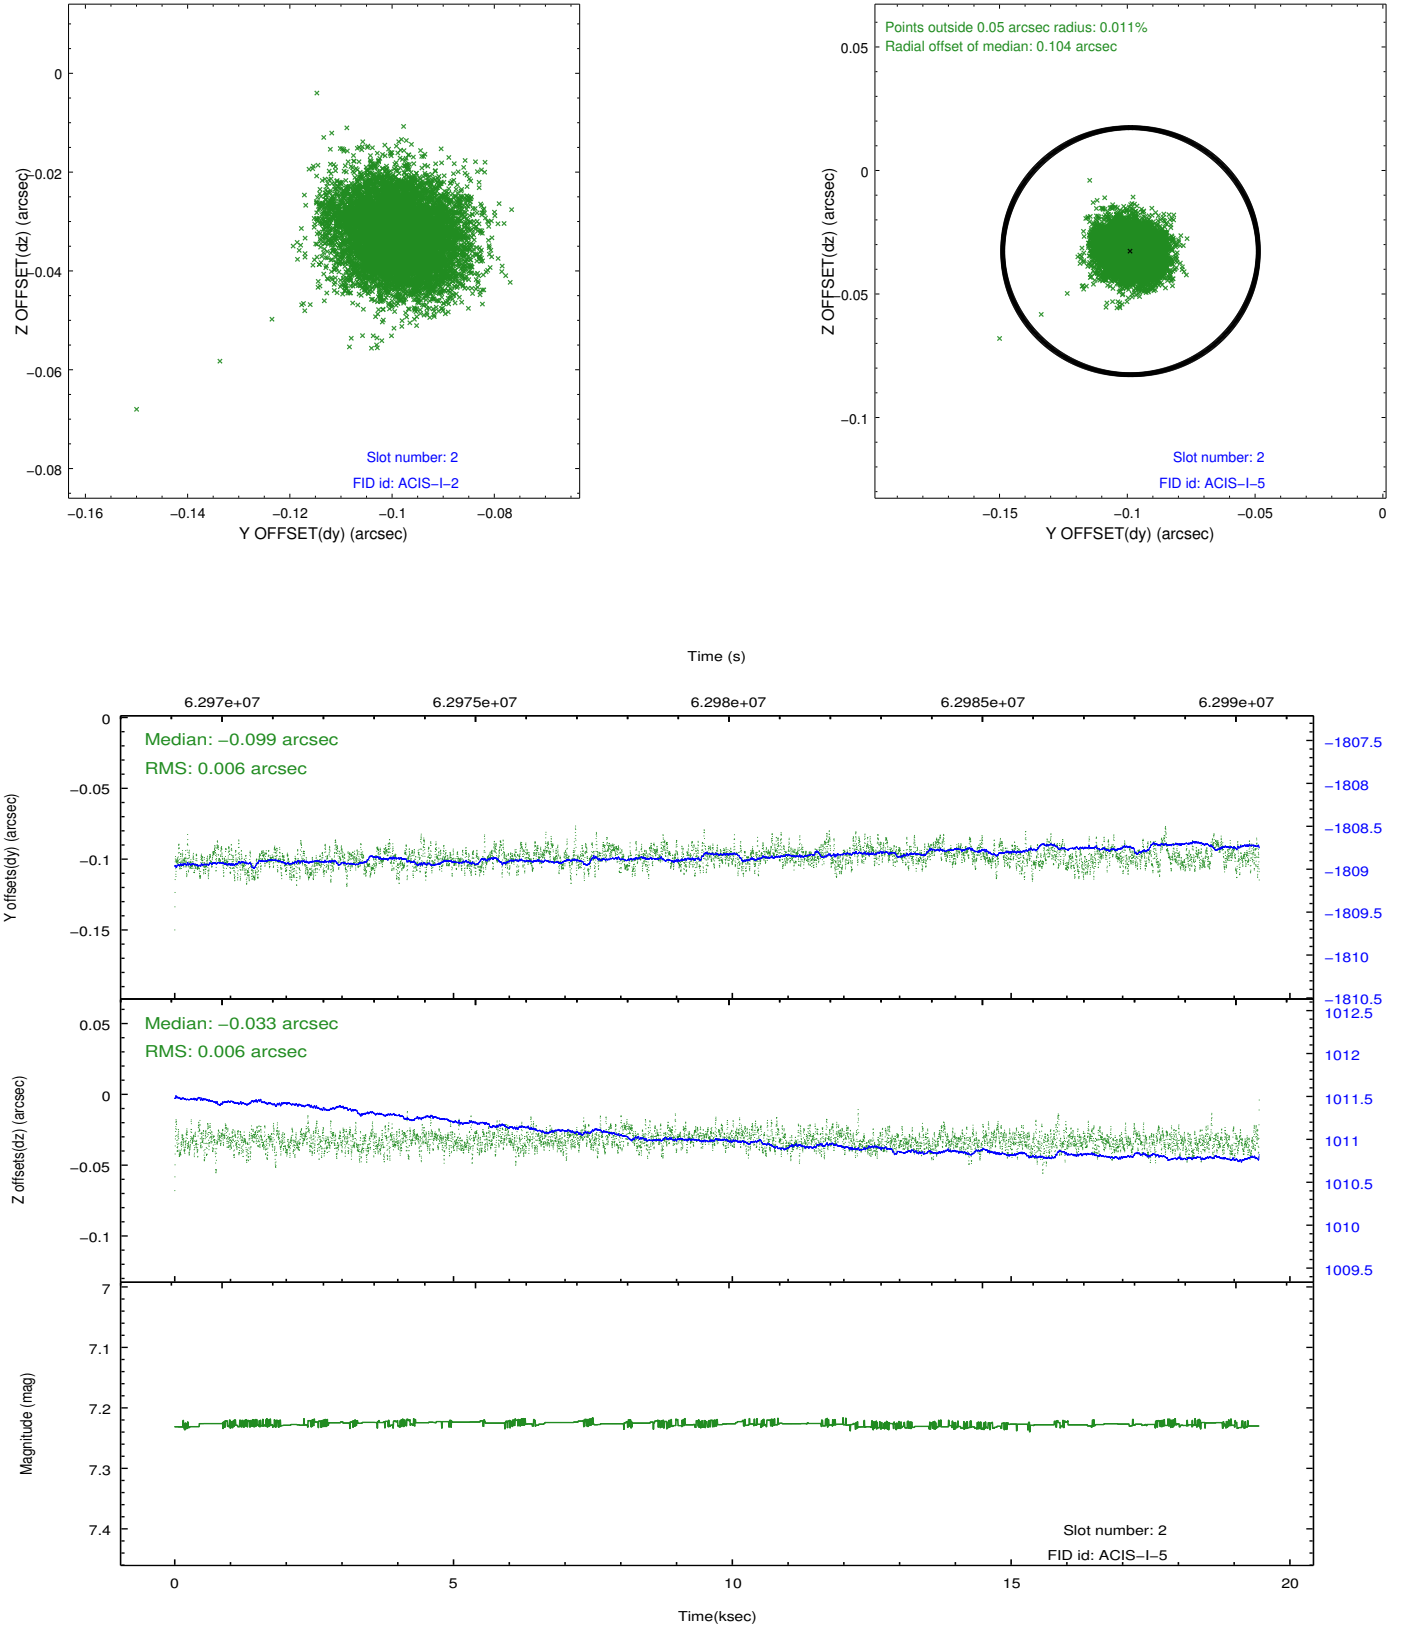 0
−0.02
−0.04
−0.06
−0.08
Z OFFSET(dz) (arcsec)
Slot number: 2
FID id: ACIS−I−2
−0.16
−0.14
−0.12
−0.1
−0.08
Y OFFSET(dy) (arcsec)
Points outside 0.05 arcsec radius: 0.011%
Radial offset of median: 0.104 arcsec
0.05
0
−0.05
−0.1
Z OFFSET(dz) (arcsec)
Slot number: 2
FID id: ACIS−I−5
−0.15
−0.1
−0.05
0
Y OFFSET(dy) (arcsec)
Time (s)
6.297e+07
6.2975e+07
6.298e+07
6.2985e+07
6.299e+07
Median: −0.099 arcsec
RMS: 0.006 arcsec
0
−0.05
−0.1
−0.15
Y offsets(dy) (arcsec)
−1807.5
−1808
−1808.5
−1809
−1809.5
−1810
−1810.5
Median: −0.033 arcsec
RMS: 0.006 arcsec
0.05
0
−0.05
−0.1
Z offsets(dz) (arcsec)
1012.5
1012
1011.5
1011
1010.5
1010
1009.5
7
7.1
7.2
7.3
7.4
Magnitude (mag)
Slot number: 2
FID id: ACIS−I−5
0
5
10
15
20
Time(ksec)